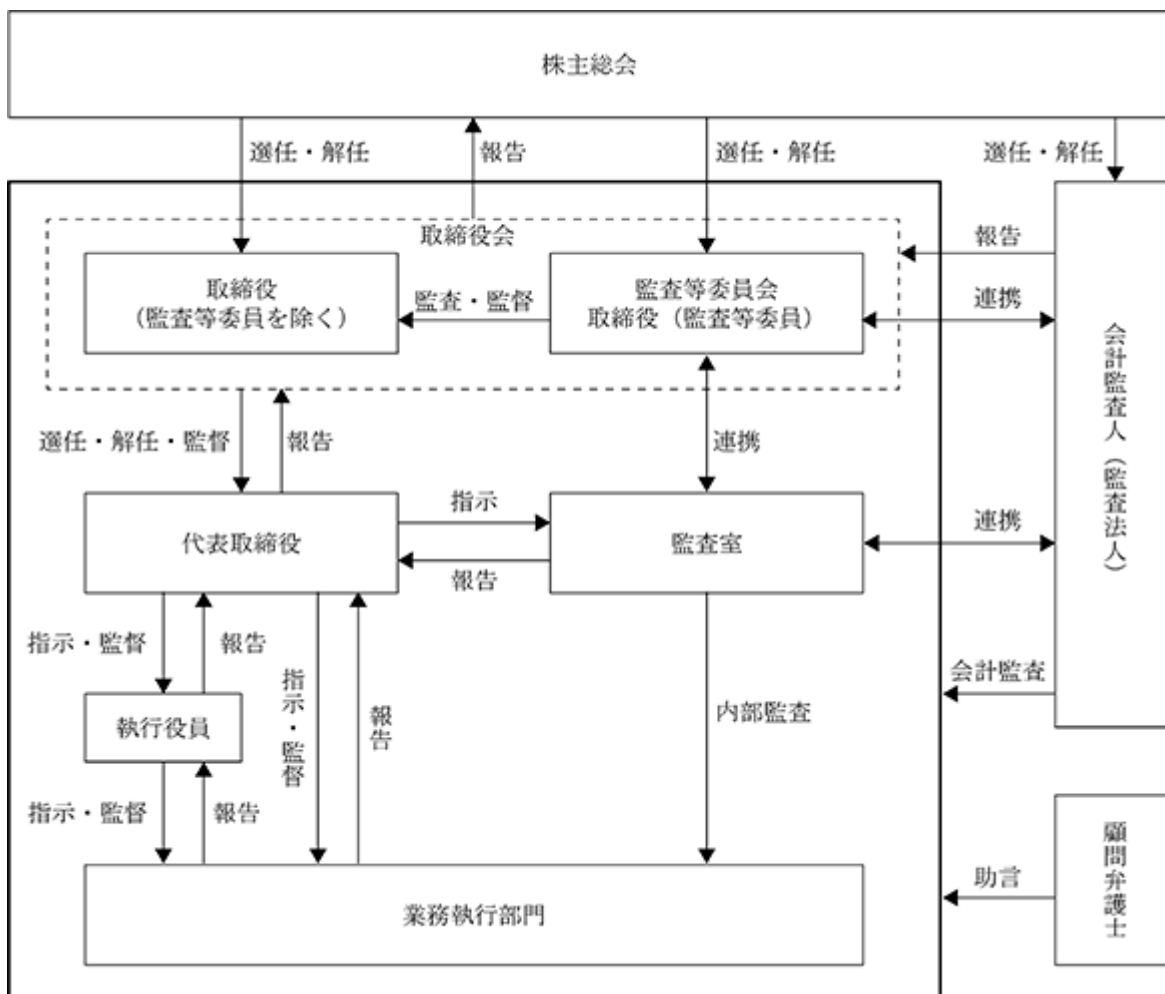 株主総会
選任・解任
報告
選任・解任
選任・解任
取締役会
報告
取締役
(監査等委員を除く)
監査・監督
監査等委員会
取締役(監査等委員)
連携
会計監査人(監査法人)
選任・解任・監督
報告
連携
代表取締役
指示
報告
監査室
連携
指示・監督
報告
指示・監督
報告
内部監査
会計監査
執行役員
指示・監督
報告
業務執行部門
助言
顧問弁護士